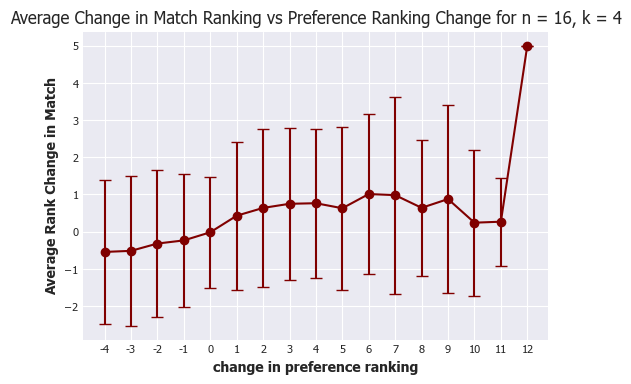 Average Change in Match Ranking vs Preference Ranking Change for n = 16, k = 4
Average Rank Change in Match
5
4
3
2
1
0
−1
−2
-4 -3 -2 -1 0 1 2 3 4 5 6 7 8 9 10 11 12
change in preference ranking